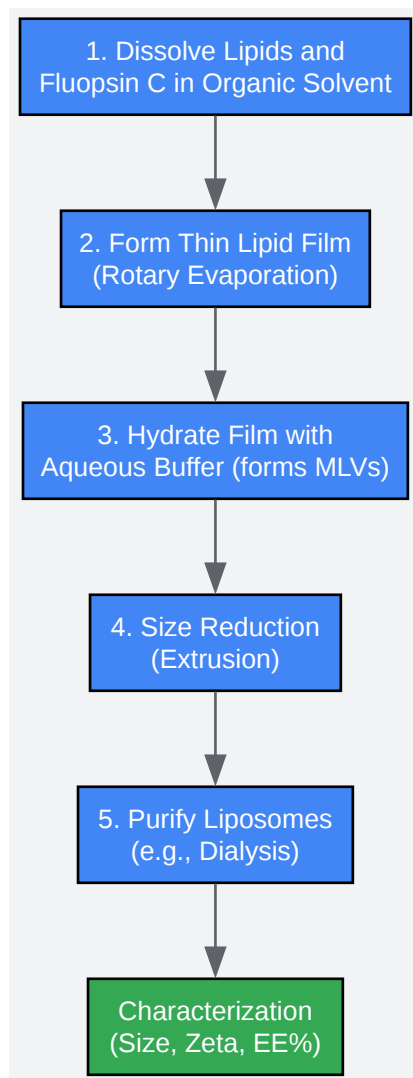 1. Dissolve Lipids and
Fluopsin C in Organic Solvent
2. Form Thin Lipid Film
(Rotary Evaporation)
3. Hydrate Film with
Aqueous Buffer (forms MLVs)
4. Size Reduction
(Extrusion)
5. Purify Liposomes
(e.g., Dialysis)
Characterization
(Size, Zeta, EE%)